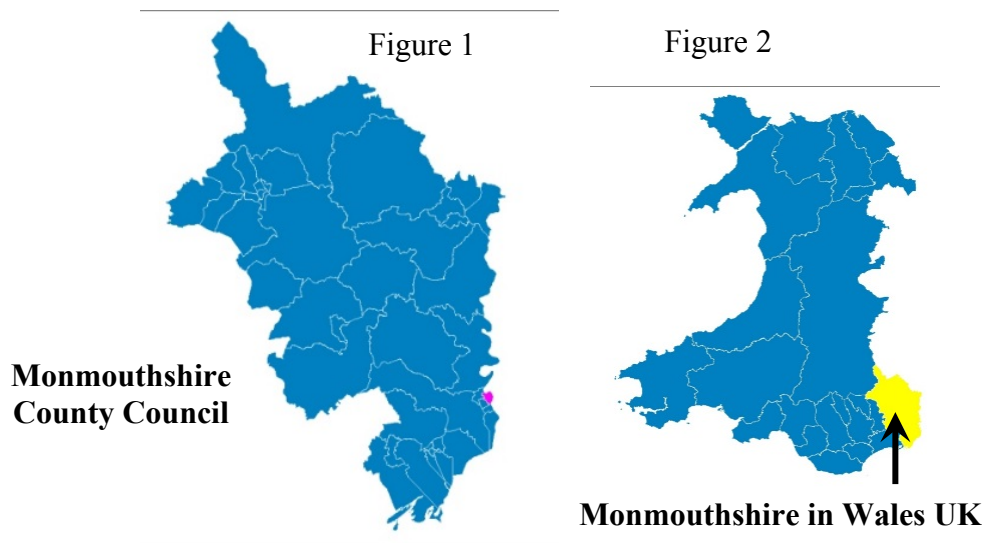 Figure 1
Figure 2
Monmouthshire
County Council
Monmouthshire in Wales UK